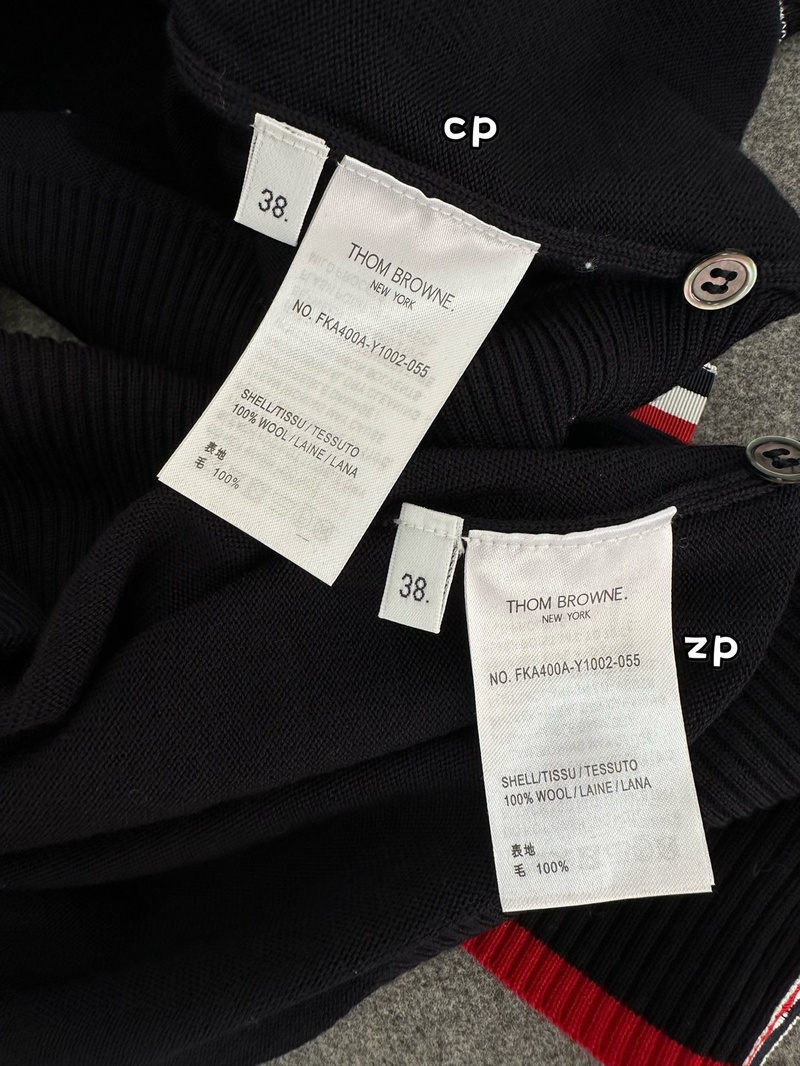 cp
38.
THOM BROWNE.
NEW YORK
NO. FKA400A-Y1002-055
SHELL/TISSU/TESSUTO
100% WOOL/LAINE/LANA
表地
毛 100%
38.
THOM BROWNE.
NEW YORK
zp
NO. FKA400A-Y1002-055
SHELL/TISSU/TESSUTO
100% WOOL/LAINE/LANA
表地
毛 100%